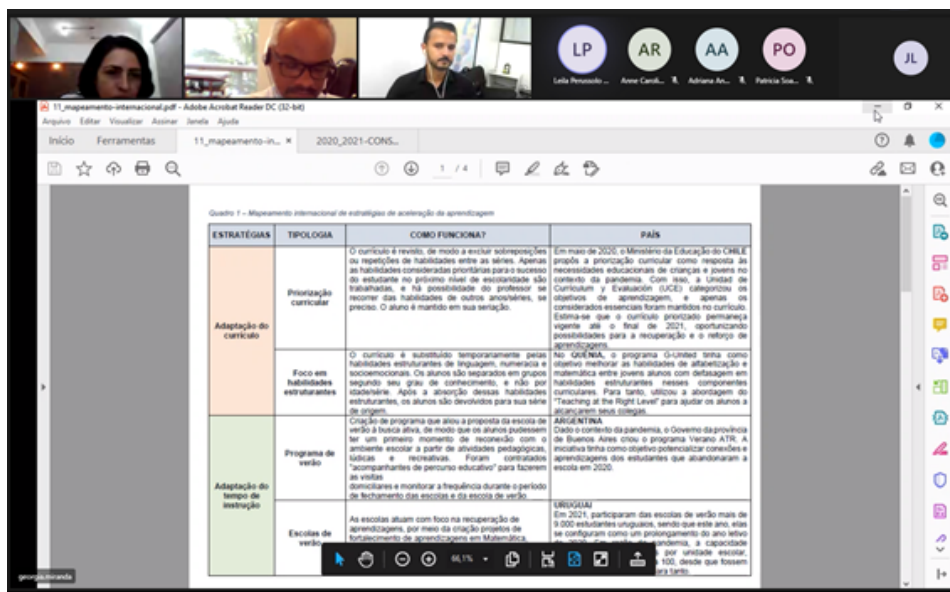 LP
AR
AA
PO
JL
Leila Penzsolo ...
Anne Caroli...
Adriana An...
Patrícia Soa...
11_mapeamento-internacional.pdf - Adobe Acrobat Reader DC (32-bit)
Arquivo Editar Visualizar Assinar Janela Ajuda
Início Ferramentas 11_mapeamento-in... × 2020_2021-CONS...
1 / 4
Quadro 1 – Mapeamento internacional de estratégias de aceleração da aprendizagem
ESTRATÉGIAS TIPOLOGIA COMO FUNCIONA? PAÍS
Adaptação do
currículo
Priorização
curricular
O currículo é revisto, de modo a excluir sobreposições
ou repetições de habilidades entre as séries. Apenas
as habilidades consideradas prioritárias para o sucesso
do estudante no próximo nível de escolaridade são
trabalhadas, e há possibilidade do professor se
recorrer das habilidades de outros anos/séries, se
preciso. O aluno é mantido em sua seriação.
Em maio de 2020, o Ministério da Educação do CHILE
propôs a priorização curricular como resposta às
necessidades educacionais de crianças e jovens no
contexto da pandemia. Com isso, a Unidad de
Currículum y Evaluación (UCE) categorizou os
objetivos de aprendizagem, e apenas os
considerados essenciais foram mantidos no currículo.
Estima-se que o currículo priorizado permaneça
vigente até o final de 2021, oportunizando
possibilidades para a recuperação e o reforço de
aprendizagens.
Foco em
habilidades
estruturantes
O currículo é substituído temporariamente pelas
habilidades estruturantes de linguagem, numeracia e
socioemocionais. Os alunos são separados em grupos
segundo seu grau de conhecimento, e não por
idade/série. Após a absorção dessas habilidades
estruturantes, os alunos são devolvidos para sua série
de origem.
No QUÊNIA, o programa G-United tinha como
objetivo melhorar as habilidades de alfabetização e
matemática entre jovens alunos com defasagem em
habilidades estruturantes nesses componentes
curriculares. Para tanto, utilizou a abordagem do
"Teaching at the Right Level" para ajudar os alunos a
alcançarem seus colegas.
Adaptação do
tempo de
instrução
Programa de
verão
Criação de programa que aliou a proposta da escola de
verão à busca ativa, de modo que os alunos pudessem
ter um primeiro momento de reconexão com o
ambiente escolar a partir de atividades pedagógicas,
lúdicas e recreativas. Foram contratados
"acompanhantes de percurso educativo" para fazerem
as visitas
domiciliares e monitorar a frequência durante o período
de fechamento das escolas e da escola de verão.
ARGENTINA
Dado o contexto da pandemia, o Governo da província
de Buenos Aires criou o programa Verano ATR. A
iniciativa tinha como objetivo potencializar conexões e
aprendizagens dos estudantes que abandonaram a
escola em 2020.
Escolas de
verão
As escolas atuam com foco na recuperação de
aprendizagens, por meio da criação projetos de
fortalecimento de aprendizagens em Matemática,
URUGUAI
Em 2021, participaram das escolas de verão mais de
9.000 estudantes uruguaios, sendo que este ano, elas
se configuram como um prolongamento do ano letivo
pandemia, a capacidade
por unidade escolar,
100, desde que fossem
para tanto.
66,1%
georgia.miranda